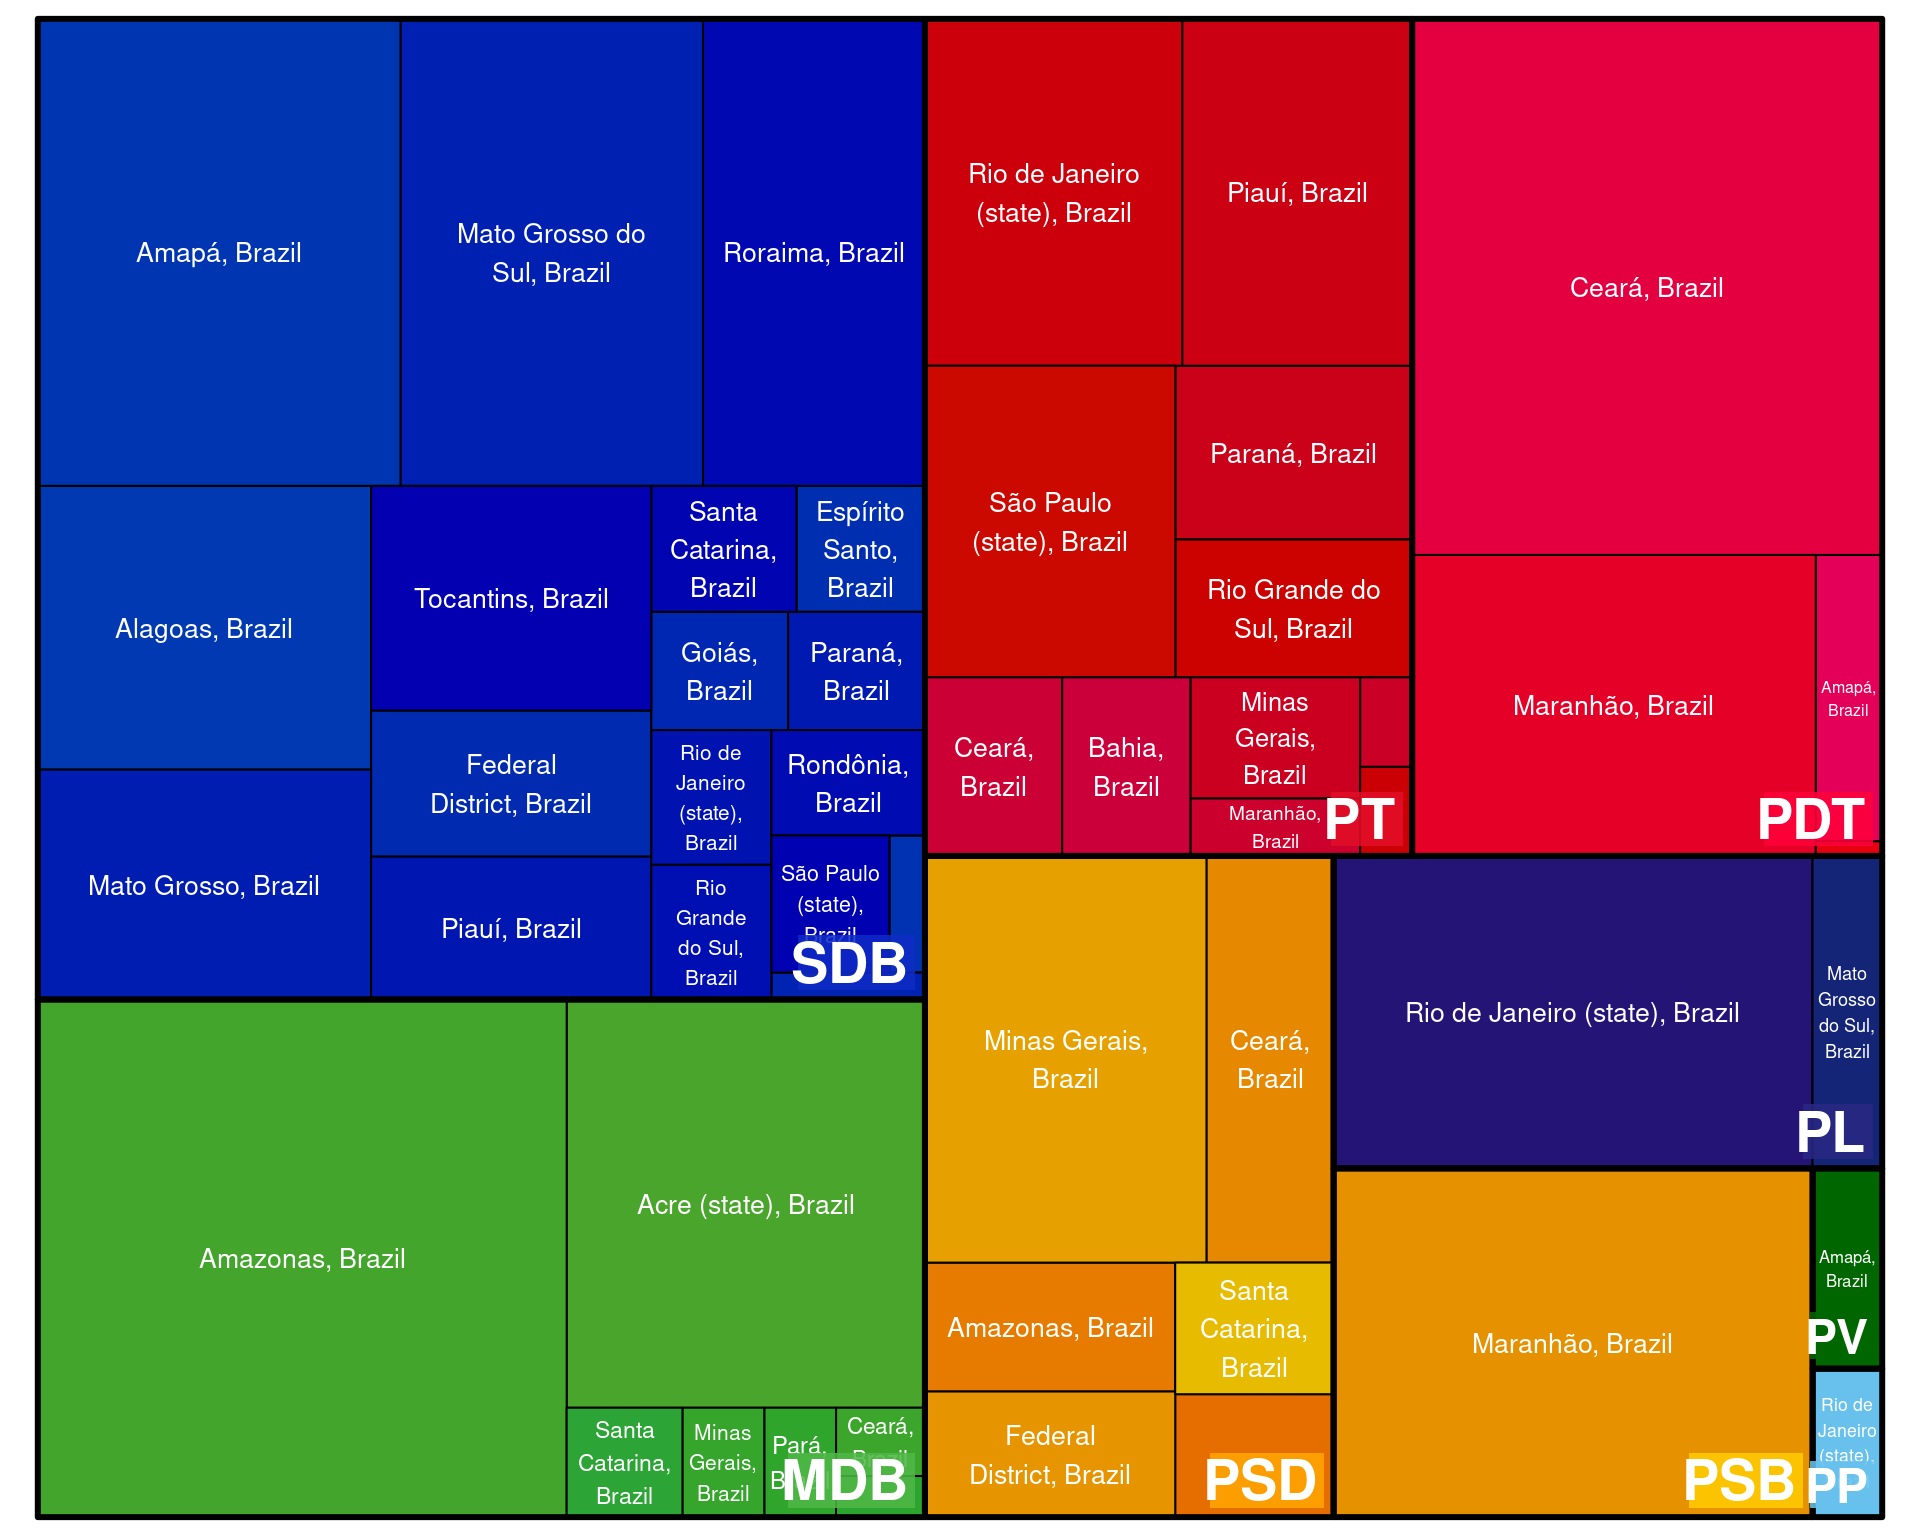 Amapá, Brazil
Mato Grosso do
Sul, Brazil
Roraima, Brazil
Alagoas, Brazil
Mato Grosso, Brazil
Tocantins, Brazil
Federal
District, Brazil
Piauí, Brazil
Santa
Catarina,
Brazil
Espírito
Santo,
Brazil
Goiás,
Brazil
Paraná,
Brazil
Rio de
Janeiro
(state),
Brazil
Rondônia,
Brazil
Rio
Grande
do Sul,
Brazil
São Paulo
(state),
Brazil
SDB
Rio de Janeiro
(state), Brazil
Piauí, Brazil
São Paulo
(state), Brazil
Paraná, Brazil
Rio Grande do
Sul, Brazil
Ceará,
Brazil
Bahia,
Brazil
Minas
Gerais,
Brazil
Maranhão,
Brazil
PT
Ceará, Brazil
Maranhão, Brazil
Amapá,
Brazil
PDT
Amazonas, Brazil
Acre (state), Brazil
Santa
Catarina,
Brazil
Minas
Gerais,
Brazil
Pará,
Ceará,
Brazil
MDB
Minas Gerais,
Brazil
Ceará,
Brazil
Amazonas, Brazil
Santa
Catarina,
Brazil
Federal
District, Brazil
PSD
Rio de Janeiro (state), Brazil
Mato
Grosso
do Sul,
Brazil
PL
Maranhão, Brazil
PSB
Amapá,
Brazil
PV
Rio de
Janeiro
(state),
PP